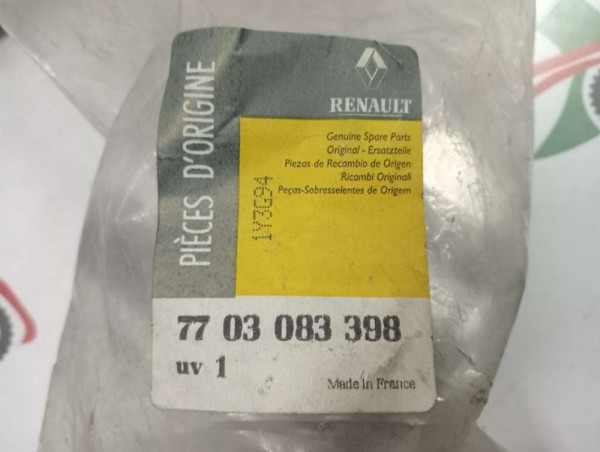 PIÈCES D'ORIGINE
RENAULT
Genuine Spare Parts
Original - Ersatzteile
Piezas de Recambio de Origen
Ricambi Originali
Peças-Sobresselentes de Origem
1Y3G94
77 03 083 398
uv 1
Made in France